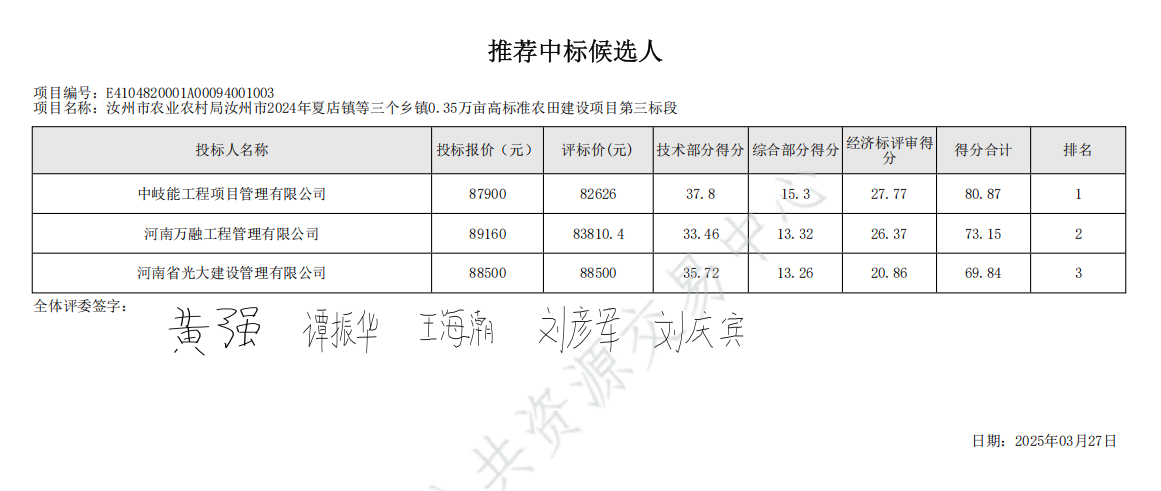 推荐中标候选人
项目编号：E4104820001A00094001003
项目名称：汝州市农业农村局汝州市2024年夏店镇等三个乡镇0.35万亩高标准农田建设项目第三标段
投标人名称 投标报价（元） 评标价(元) 技术部分得分 综合部分得分 经济标评审得分 得分合计 排名
中岐能工程项目管理有限公司 87900 82626 37.8 15.3 27.77 80.87 1
河南万融工程管理有限公司 89160 83810.4 33.46 13.32 26.37 73.15 2
河南省光大建设管理有限公司 88500 88500 35.72 13.26 20.86 69.84 3
全体评委签字：
黄强 谭振华 王海潮 刘彦军 刘庆宾
日期：2025年03月27日
公共资源交易中心